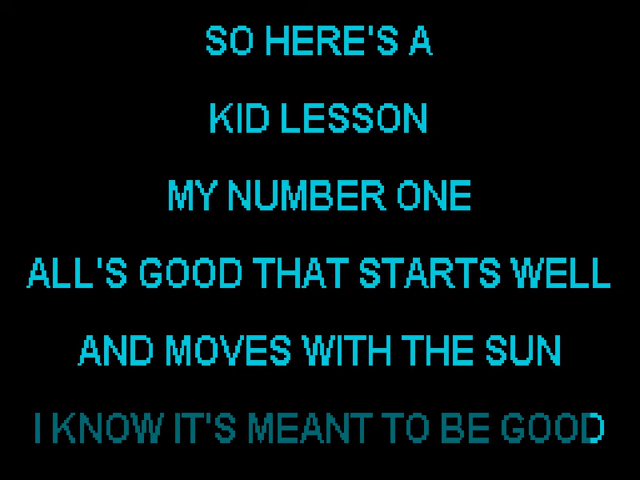 SO HERE'S A
KID LESSON
MY NUMBER ONE
ALL'S GOOD THAT STARTS WELL
AND MOVES WITH THE SUN
I KNOW IT'S MEANT TO BE GOOD